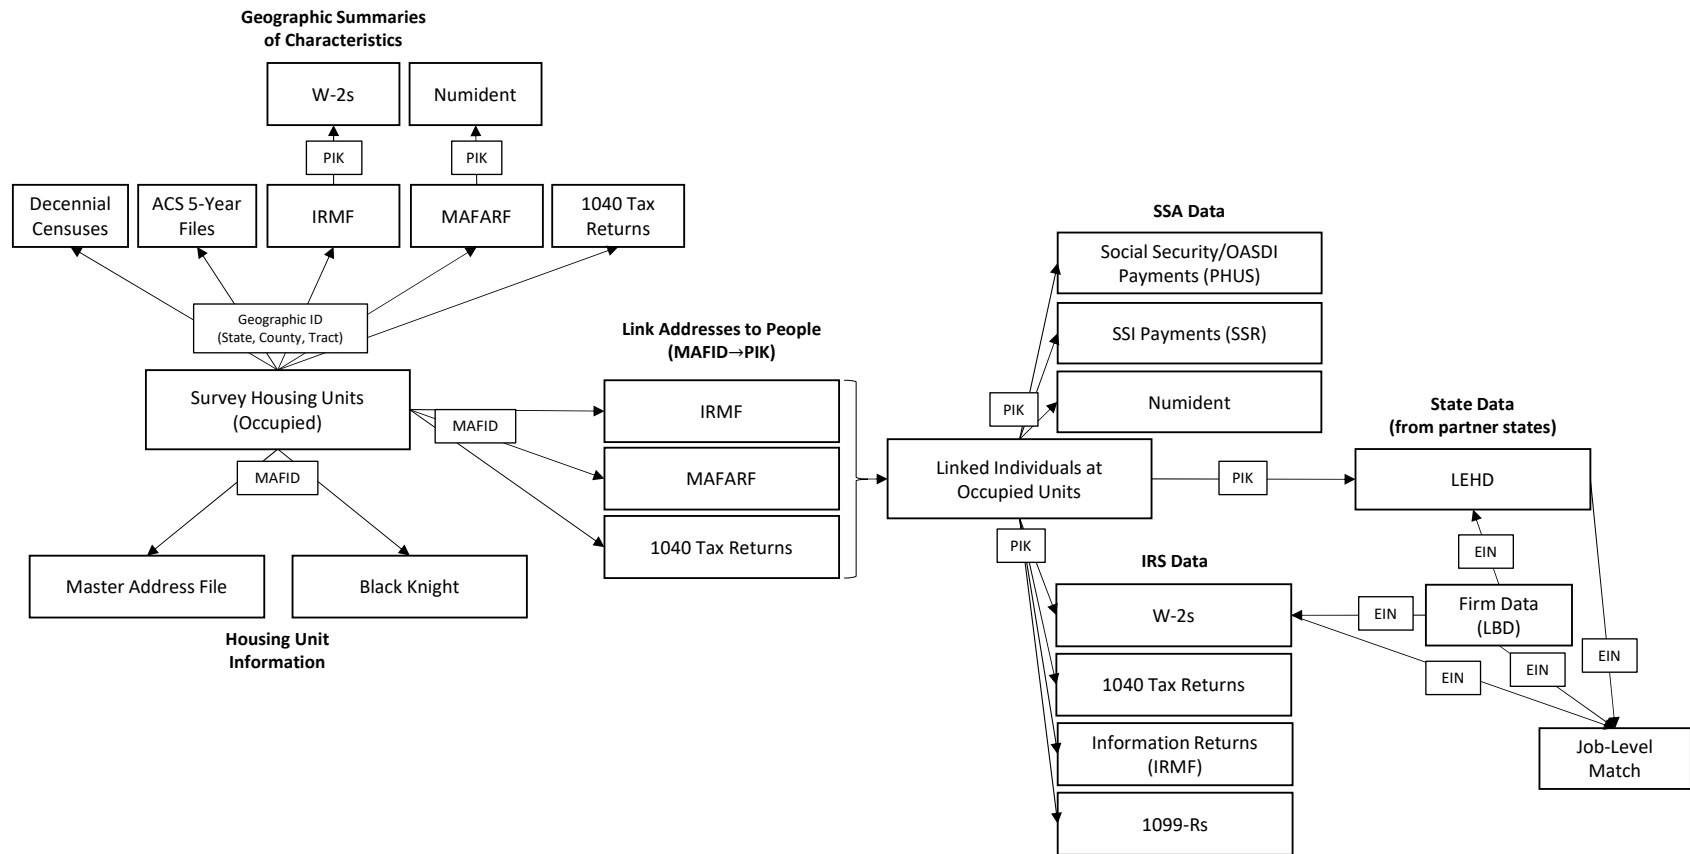 Geographic Summaries
of Characteristics
W-2s
Numident
PIK
PIK
Decennial
Censuses
ACS 5-Year
Files
IRMF
MAFARF
1040 Tax
Returns
Geographic ID
(State, County, Tract)
Survey Housing Units
(Occupied)
MAFID
MAFID
Master Address File
Black Knight
Housing Unit
Information
Link Addresses to People
(MAFID→PIK)
IRMF
MAFARF
1040 Tax Returns
Linked Individuals at
Occupied Units
PIK
PIK
PIK
SSA Data
Social Security/OASDI
Payments (PHUS)
SSI Payments (SSR)
Numident
IRS Data
W-2s
1040 Tax Returns
Information Returns
(IRMF)
1099-Rs
State Data
(from partner states)
LEHD
EIN
Firm Data
(LBD)
EIN
EIN
EIN
EIN
Job-Level
Match